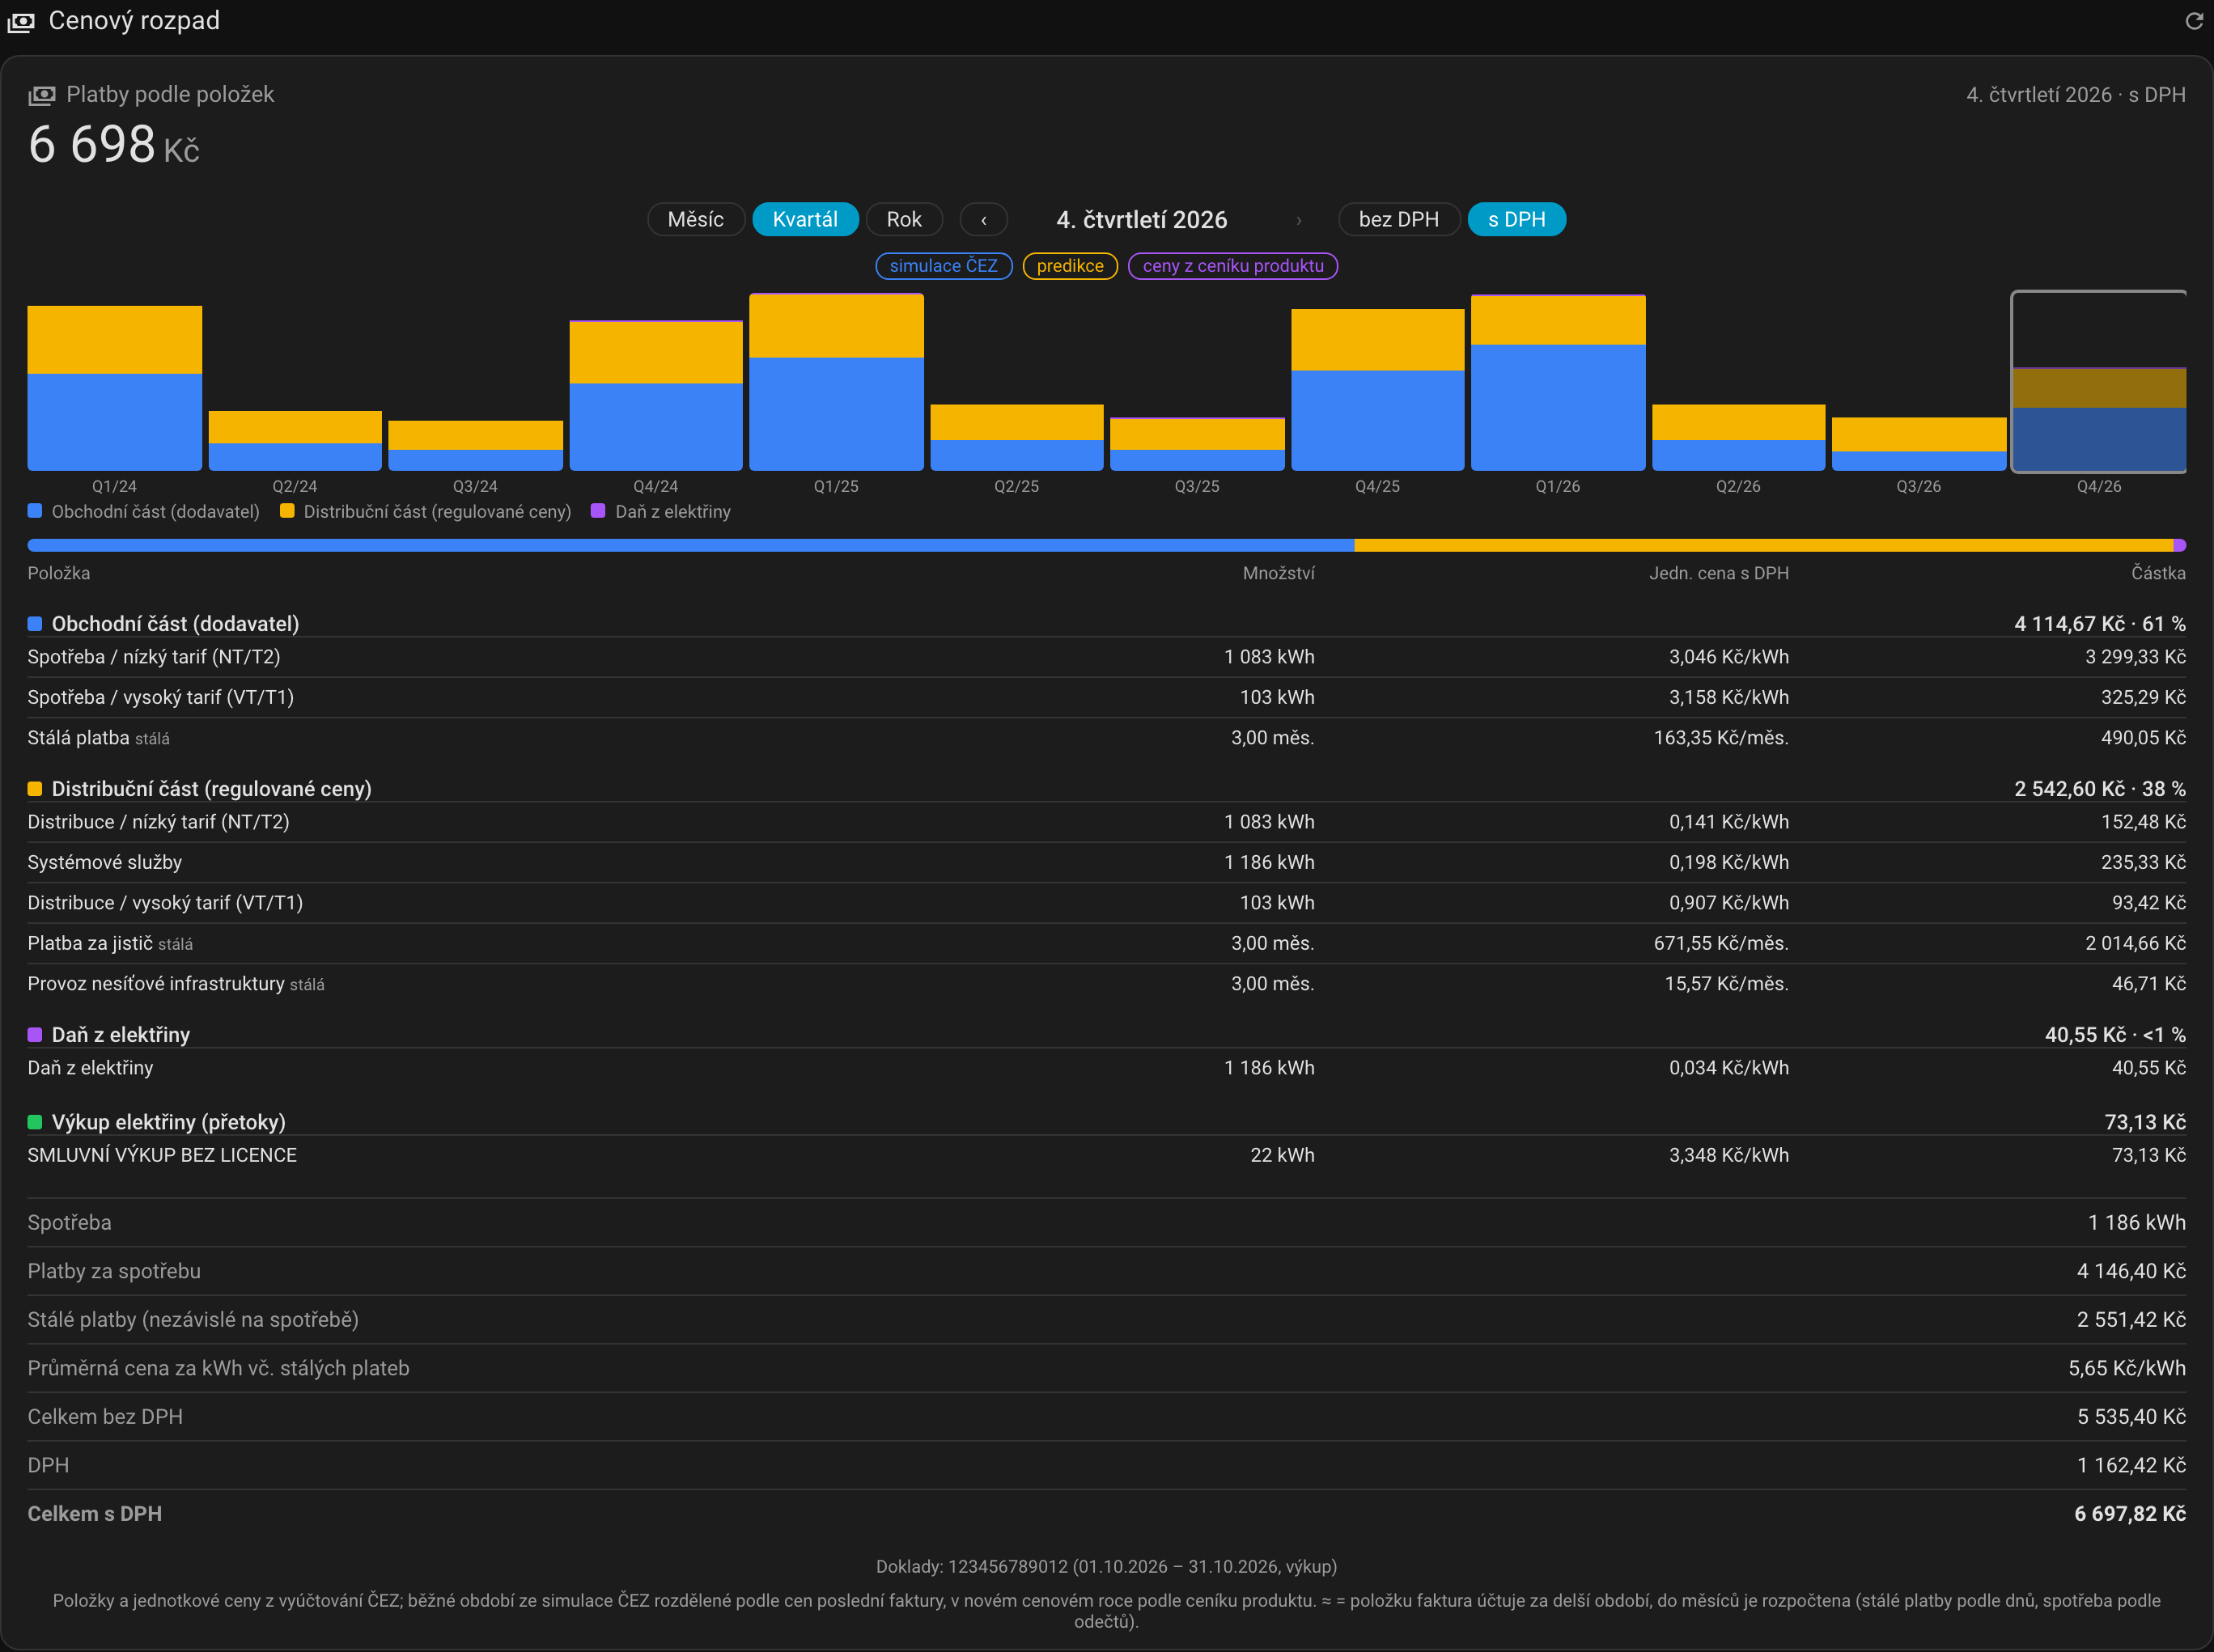 Cenový rozpad
Platby podle položek
4. čtvrtletí 2026 · s DPH
6 698 Kč
Měsíc Kvartál Rok ‹ 4. čtvrtletí 2026 › bez DPH s DPH
simulace ČEZ predikce ceny z ceníku produktu
Q1/24 Q2/24 Q3/24 Q4/24 Q1/25 Q2/25 Q3/25 Q4/25 Q1/26 Q2/26 Q3/26 Q4/26
Obchodní část (dodavatel) Distribuční část (regulované ceny) Daň z elektřiny
Položka Množství Jedn. cena s DPH Částka
Obchodní část (dodavatel) 4 114,67 Kč · 61 %
Spotřeba / nízký tarif (NT/T2) 1 083 kWh 3,046 Kč/kWh 3 299,33 Kč
Spotřeba / vysoký tarif (VT/T1) 103 kWh 3,158 Kč/kWh 325,29 Kč
Stálá platba stálá 3,00 měs. 163,35 Kč/měs. 490,05 Kč
Distribuční část (regulované ceny) 2 542,60 Kč · 38 %
Distribuce / nízký tarif (NT/T2) 1 083 kWh 0,141 Kč/kWh 152,48 Kč
Systémové služby 1 186 kWh 0,198 Kč/kWh 235,33 Kč
Distribuce / vysoký tarif (VT/T1) 103 kWh 0,907 Kč/kWh 93,42 Kč
Platba za jistič stálá 3,00 měs. 671,55 Kč/měs. 2 014,66 Kč
Provoz nesíťové infrastruktury stálá 3,00 měs. 15,57 Kč/měs. 46,71 Kč
Daň z elektřiny 40,55 Kč · <1 %
Daň z elektřiny 1 186 kWh 0,034 Kč/kWh 40,55 Kč
Výkup elektřiny (přetoky) 73,13 Kč
SMLUVNÍ VÝKUP BEZ LICENCE 22 kWh 3,348 Kč/kWh 73,13 Kč
Spotřeba 1 186 kWh
Platby za spotřebu 4 146,40 Kč
Stálé platby (nezávislé na spotřebě) 2 551,42 Kč
Průměrná cena za kWh vč. stálých plateb 5,65 Kč/kWh
Celkem bez DPH 5 535,40 Kč
DPH 1 162,42 Kč
Celkem s DPH 6 697,82 Kč
Doklady: 123456789012 (01.10.2026 – 31.10.2026, výkup)
Položky a jednotkové ceny z vyúčtování ČEZ; běžné období ze simulace ČEZ rozdělené podle cen poslední faktury, v novém cenovém roce podle ceníku produktu. ≈ = položku faktura účtuje za delší období, do měsíců je rozpočtena (stálé platby podle dnů, spotřeba podle
odečtů).